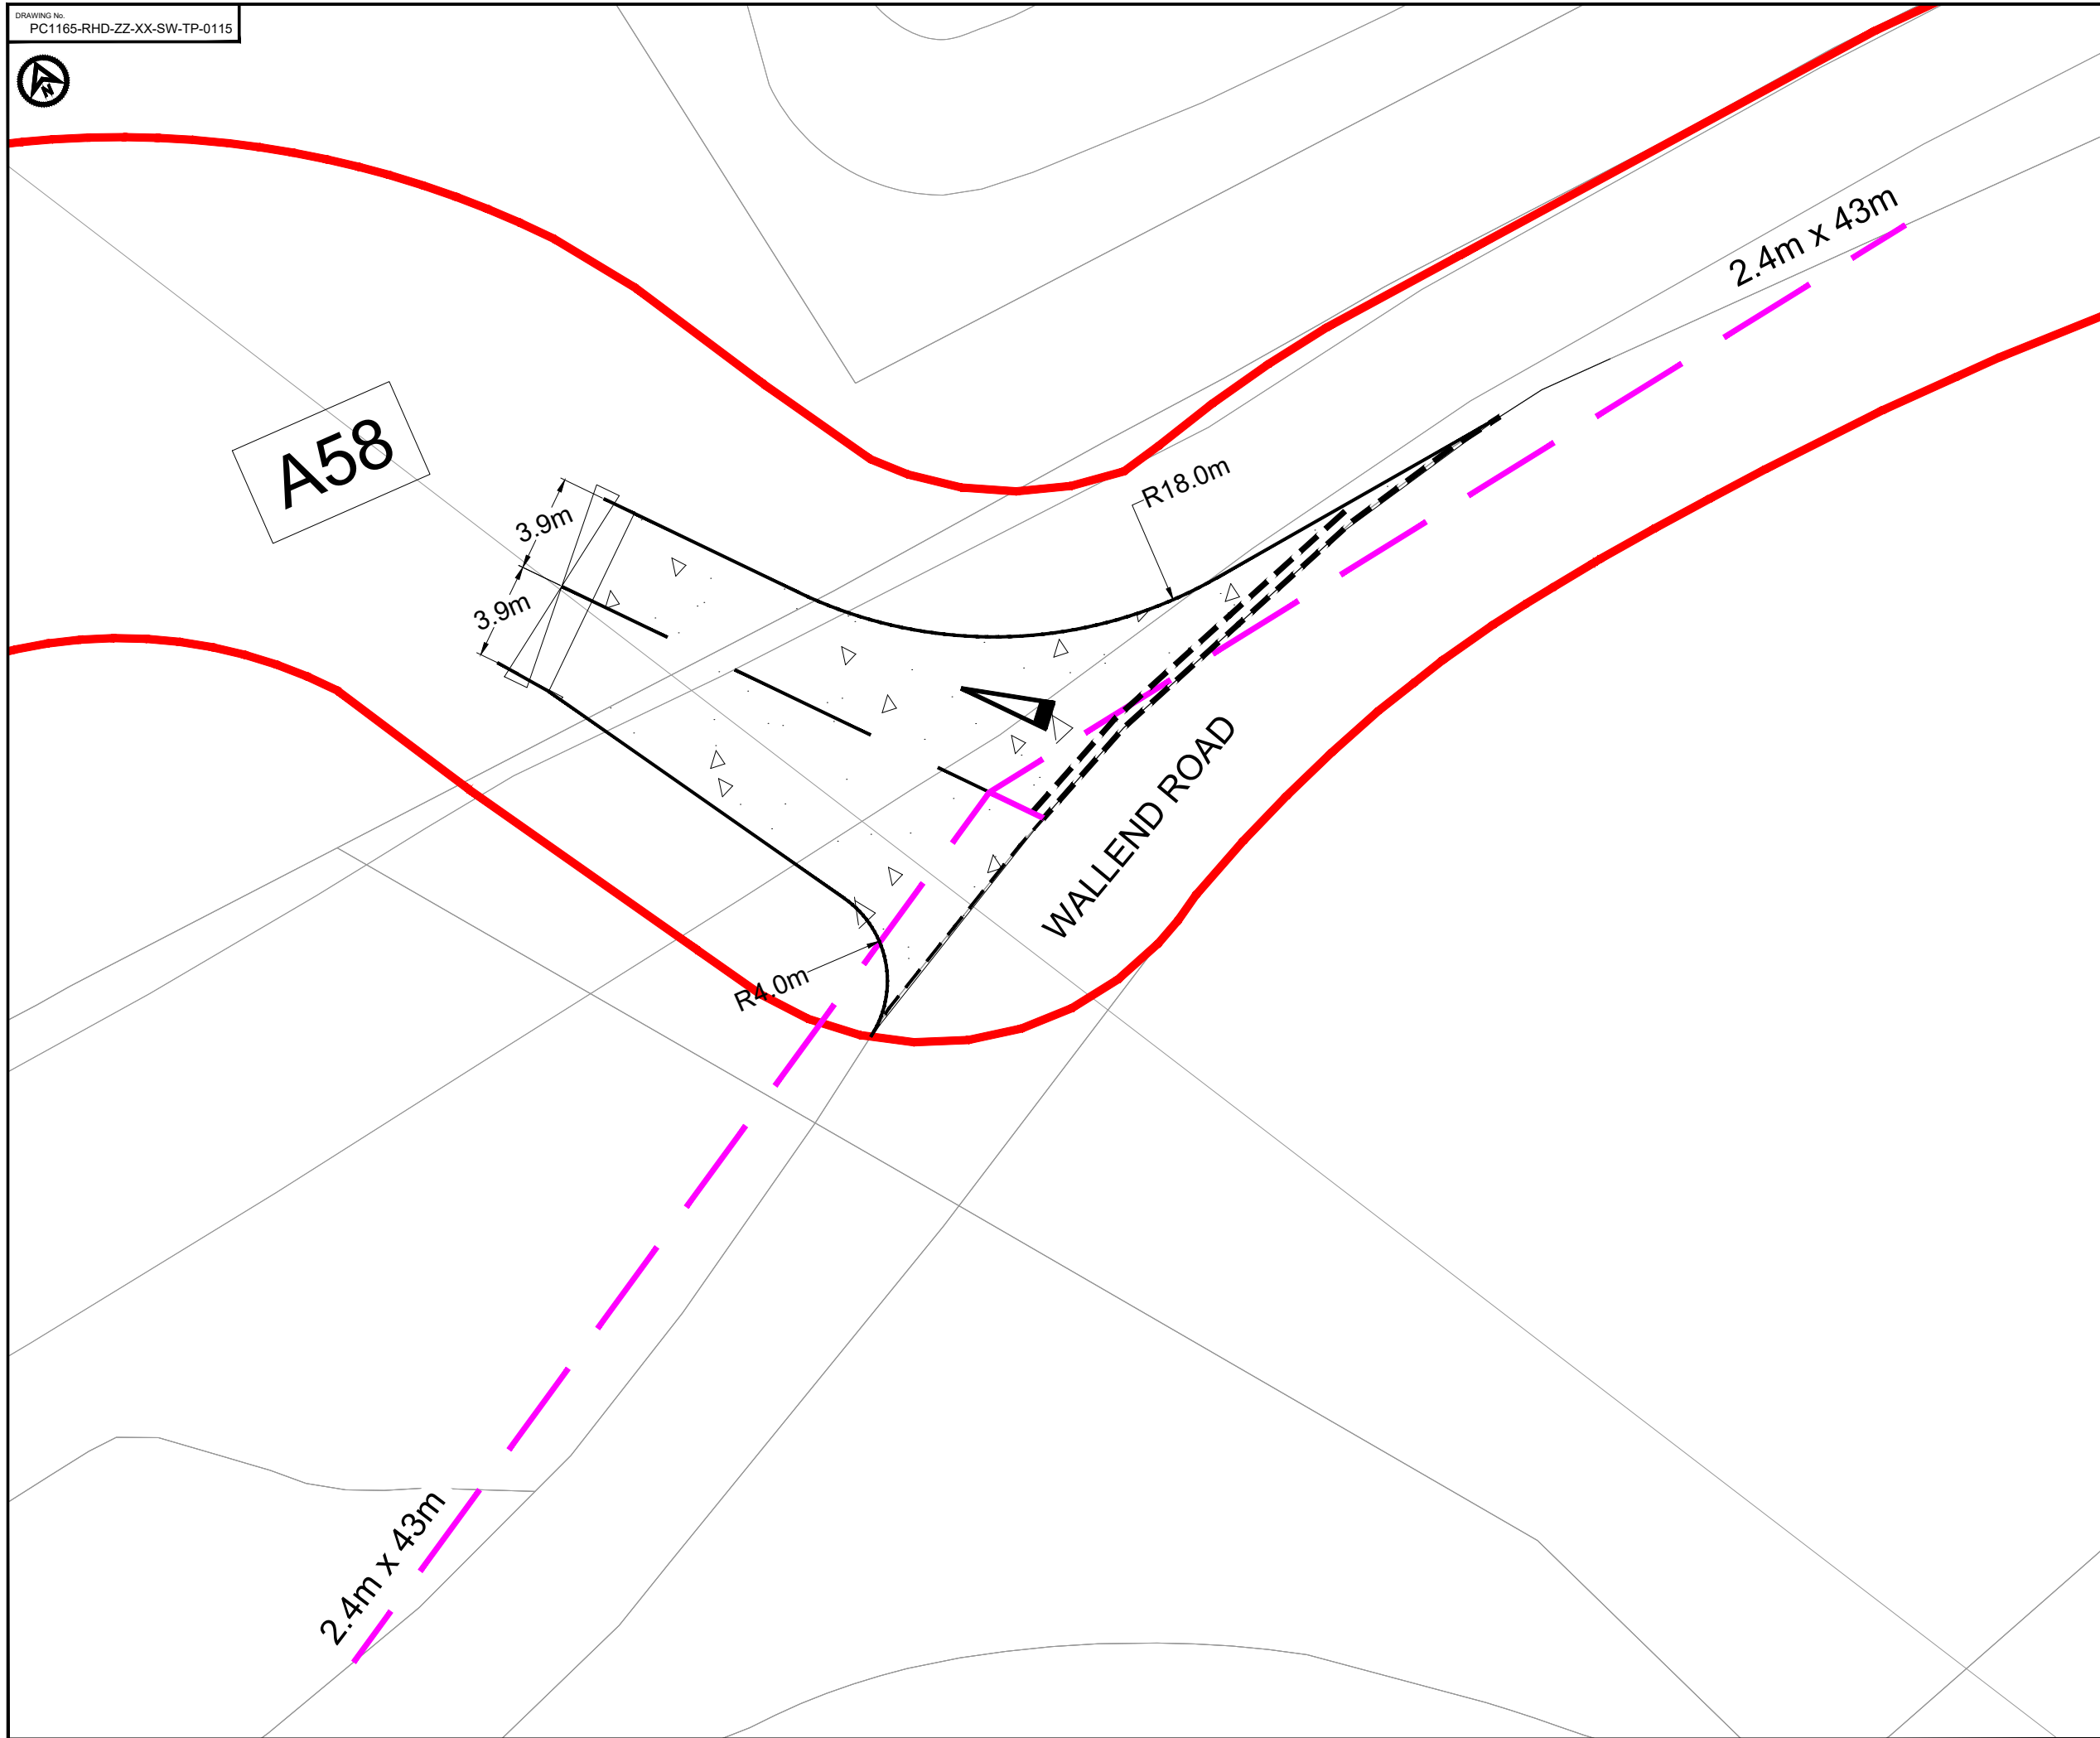 DRAWING No.
PC1165-RHD-ZZ-XX-SW-TP-0115
N
2.4m x 43m
A58
R18.0m
3.9m
3.9m
WALLEND ROAD
R4.0m
2.4m x 43m